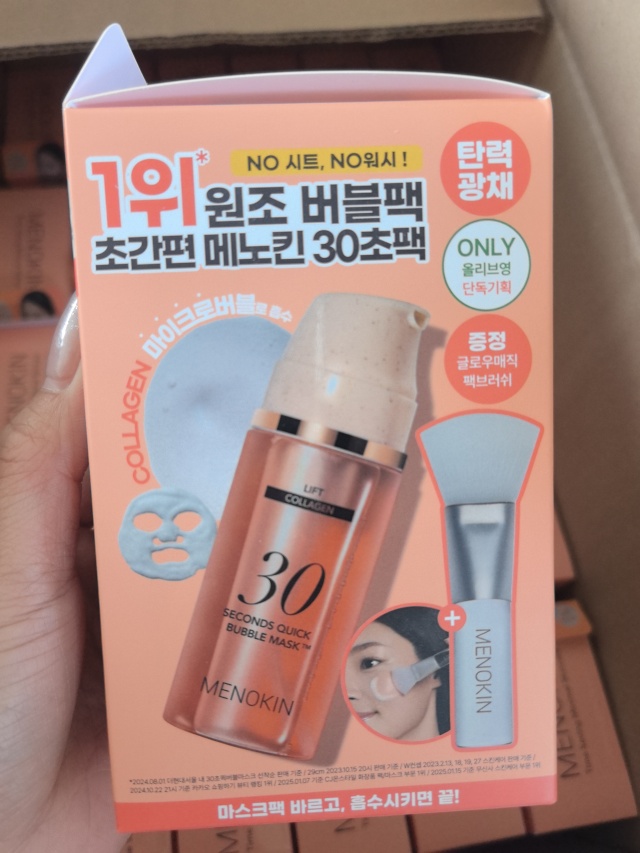 NO 시트, NO워시 !
1위* 원조 버블팩
초간편 메노킨 30초팩
탄력
광채
ONLY
올리브영
단독기획
증정
글로우매직
팩브러쉬
COLLAGEN 마이크로버블로 흡수
LIFT
COLLAGEN
30
SECONDS QUICK
BUBBLE MASK™
MENOKIN
+
MENOKIN
마스크팩 바르고, 흡수시키면 끝!